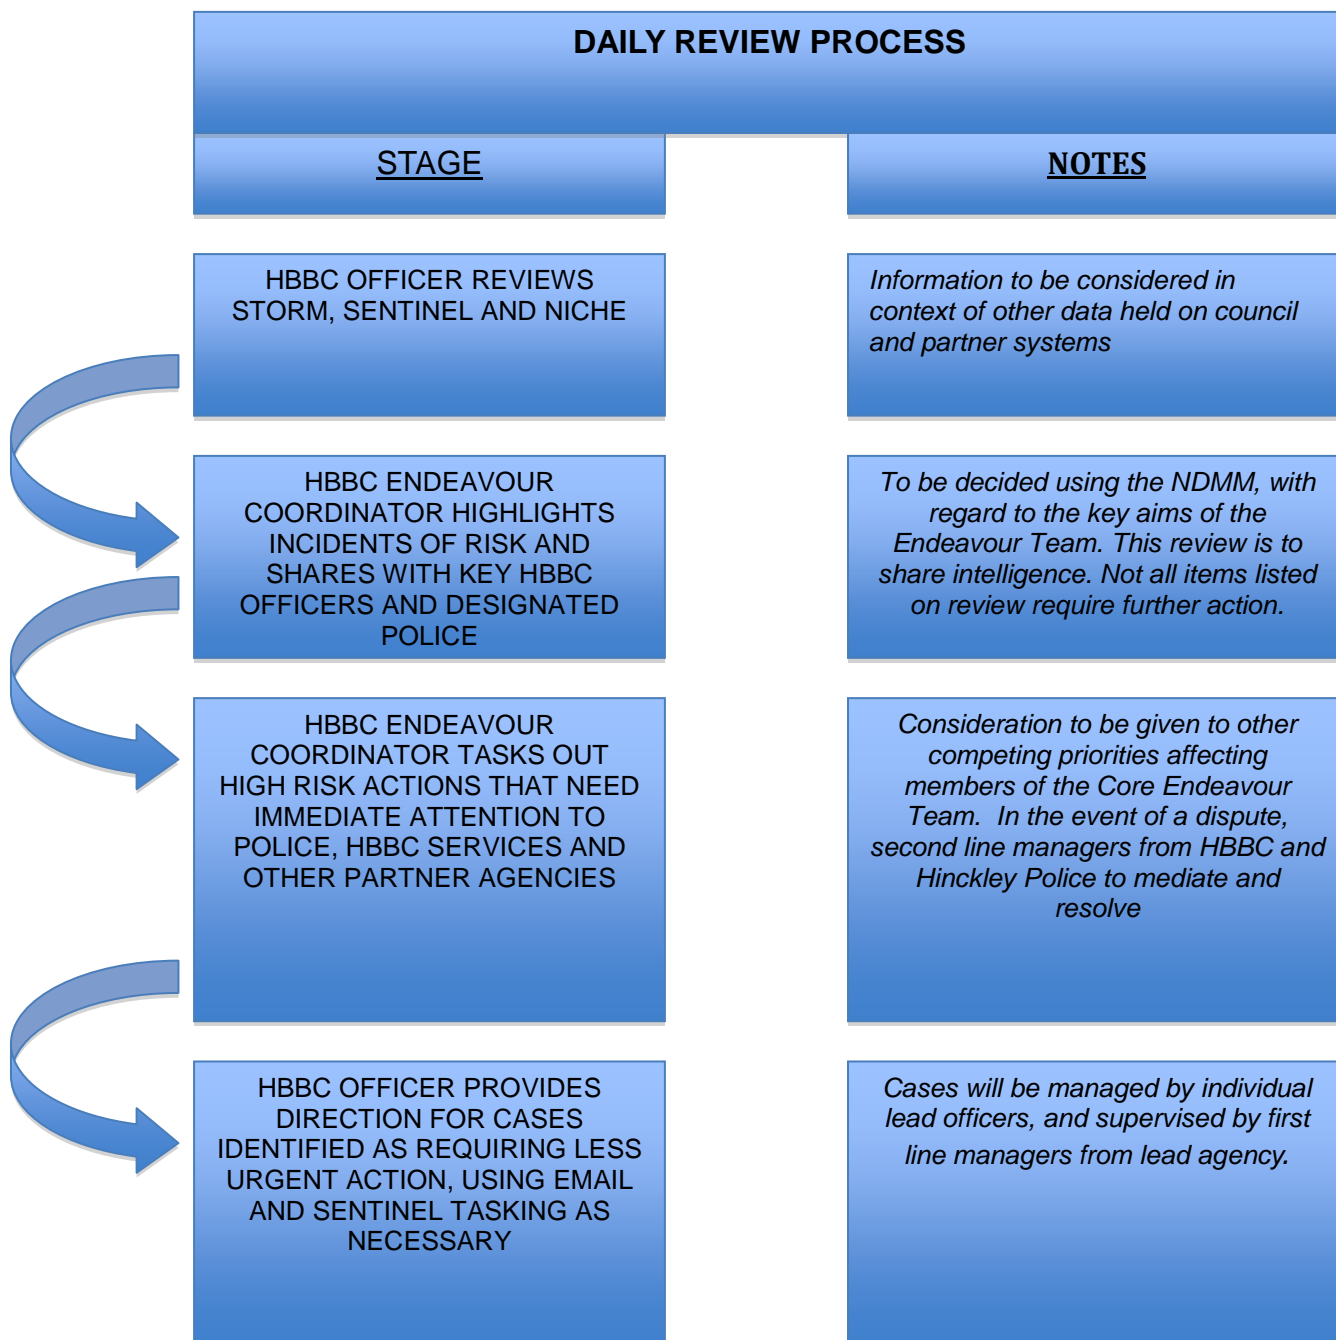 DAILY REVIEW PROCESS
STAGE
NOTES
HBBC OFFICER REVIEWS
STORM, SENTINEL AND NICHE
Information to be considered in
context of other data held on council
and partner systems
HBBC ENDEAVOUR
COORDINATOR HIGHLIGHTS
INCIDENTS OF RISK AND
SHARES WITH KEY HBBC
OFFICERS AND DESIGNATED
POLICE
To be decided using the NDMM, with
regard to the key aims of the
Endeavour Team. This review is to
share intelligence. Not all items listed
on review require further action.
HBBC ENDEAVOUR
COORDINATOR TASKS OUT
HIGH RISK ACTIONS THAT NEED
IMMEDIATE ATTENTION TO
POLICE, HBBC SERVICES AND
OTHER PARTNER AGENCIES
Consideration to be given to other
competing priorities affecting
members of the Core Endeavour
Team.  In the event of a dispute,
second line managers from HBBC and
Hinckley Police to mediate and
resolve
HBBC OFFICER PROVIDES
DIRECTION FOR CASES
IDENTIFIED AS REQUIRING LESS
URGENT ACTION, USING EMAIL
AND SENTINEL TASKING AS
NECESSARY
Cases will be managed by individual
lead officers, and supervised by first
line managers from lead agency.